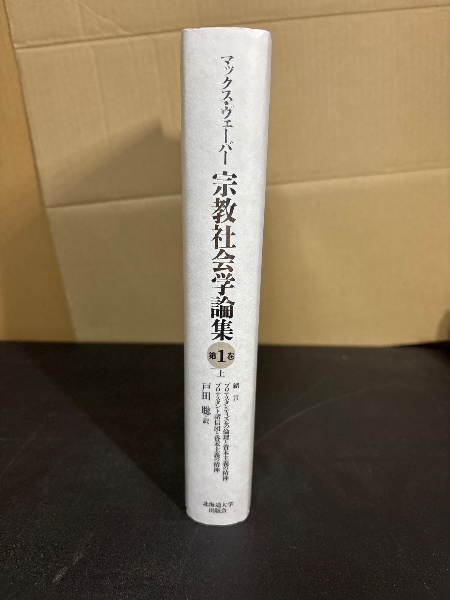 マックス・ヴェーバー
宗教社会学論集
第1巻
上
緒言
プロテスタンティズムの倫理と資本主義の精神
プロテスタント諸信団と資本主義の精神
戸田 聡 訳
北海道大学
出版会